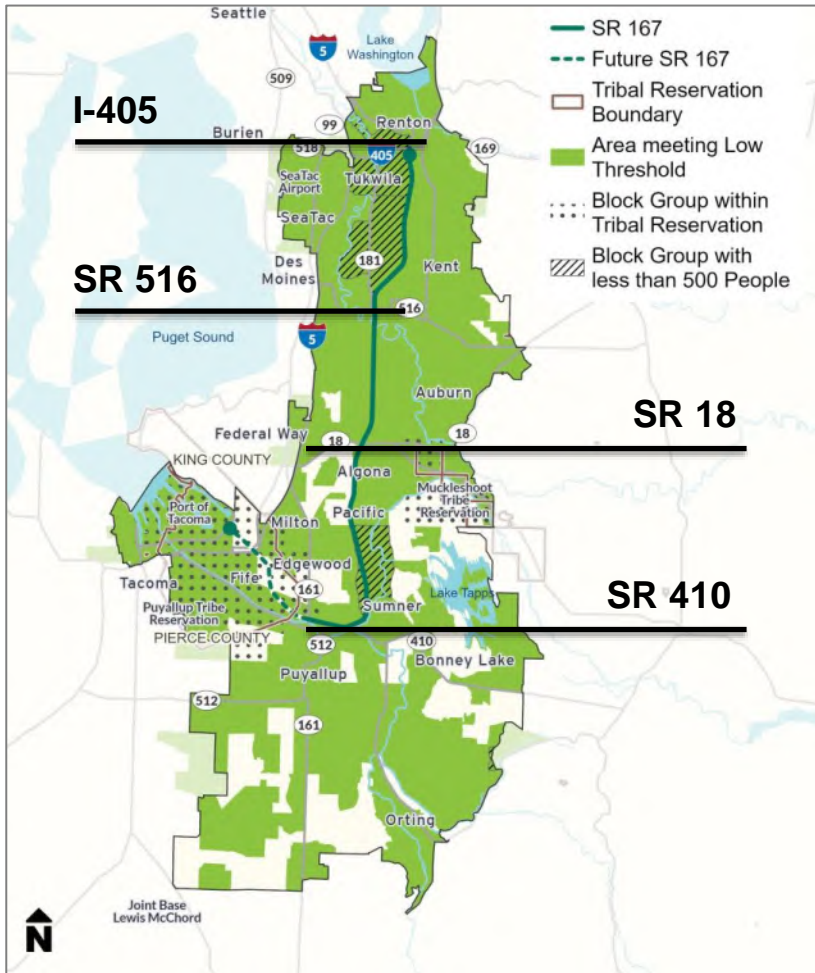 Seattle
Lake
Washington
5
509
SR 167
Future SR 167
Tribal Reservation
Boundary
Area meeting Low
Threshold
Block Group within
Tribal Reservation
Block Group with
less than 500 People
I-405
99
Renton
Burien
518
405
169
SeaTac
Airport
Tukwila
SeaTac
181
Des
Moines
Kent
SR 516
516
5
Puget Sound
Auburn
SR 18
Federal Way
18
18
KING COUNTY
Algona
Muckleshoot
Tribe
Reservation
Port of
Tacoma
Pacific
Milton
Edgewood
Tacoma
Fife
161
SR 410
Lake Tapps
Puyallup Tribe
Reservation
Sumner
PIERCE COUNTY
512
410
Bonney Lake
Puyallup
512
161
Orting
Joint Base
Lewis McChord
N